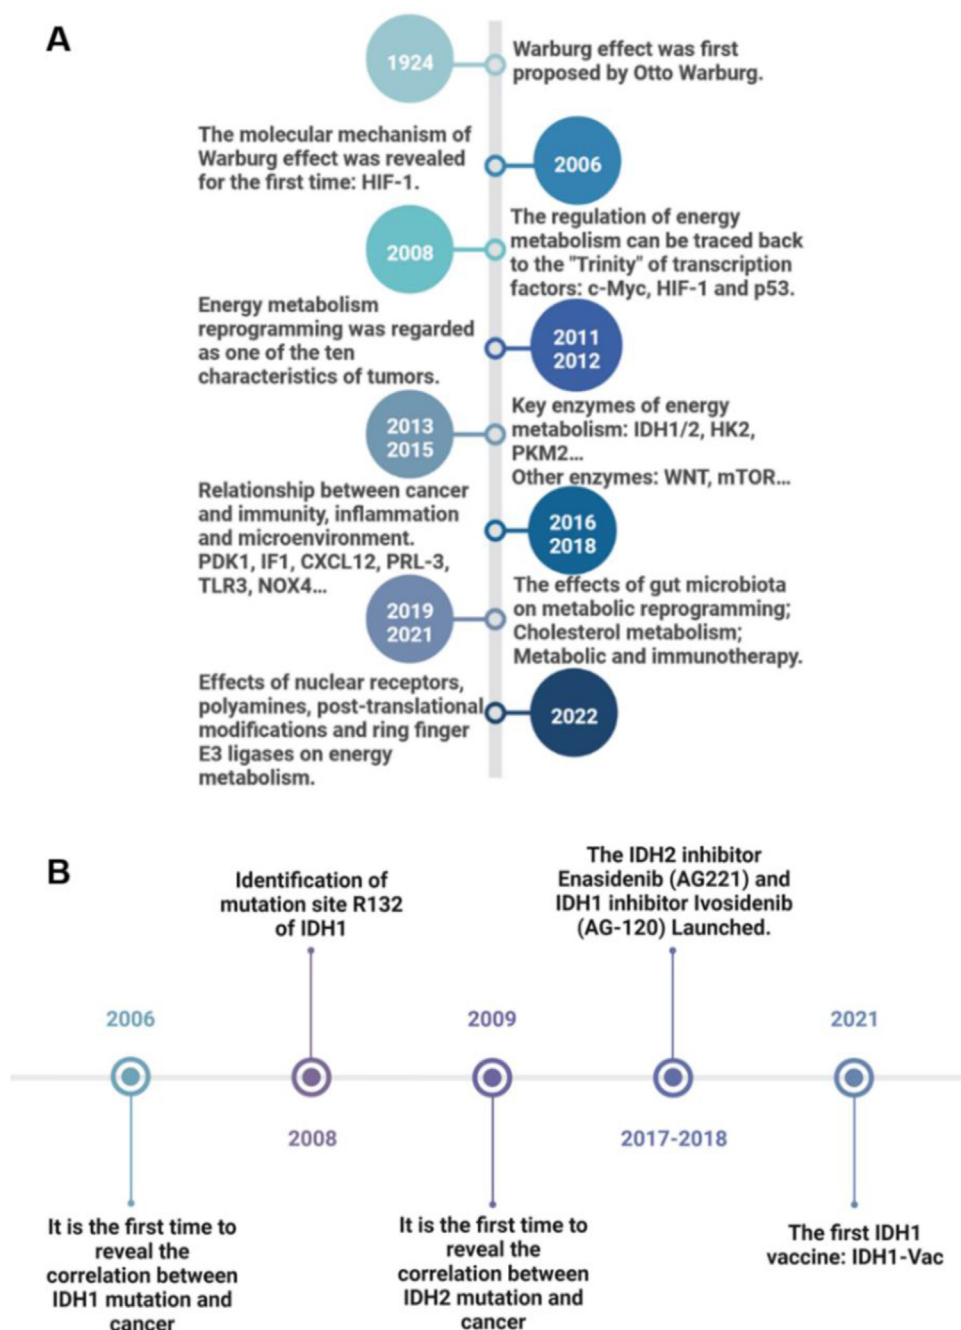 A
1924
Warburg effect was first
proposed by Otto Warburg.
The molecular mechanism of
Warburg effect was revealed
for the first time: HIF-1.
2006
2008
The regulation of energy
metabolism can be traced back
to the "Trinity" of transcription
factors: c-Myc, HIF-1 and p53.
Energy metabolism
reprogramming was regarded
as one of the ten
characteristics of tumors.
2011
2012
2013
2015
Key enzymes of energy
metabolism: IDH1/2, HK2,
PKM2...
Other enzymes: WNT, mTOR...
Relationship between cancer
and immunity, inflammation
and microenvironment.
PDK1, IF1, CXCL12, PRL-3,
TLR3, NOX4...
2016
2018
2019
2021
The effects of gut microbiota
on metabolic reprogramming;
Cholesterol metabolism;
Metabolic and immunotherapy.
Effects of nuclear receptors,
polyamines, post-translational
modifications and ring finger
E3 ligases on energy
metabolism.
2022
B
2006
It is the first time to
reveal the
correlation between
IDH1 mutation and
cancer
Identification of
mutation site R132
of IDH1
2008
2009
It is the first time to
reveal the
correlation between
IDH2 mutation and
cancer
The IDH2 inhibitor
Enasidenib (AG221) and
IDH1 inhibitor Ivosidenib
(AG-120) Launched.
2017-2018
2021
The first IDH1
vaccine: IDH1-Vac